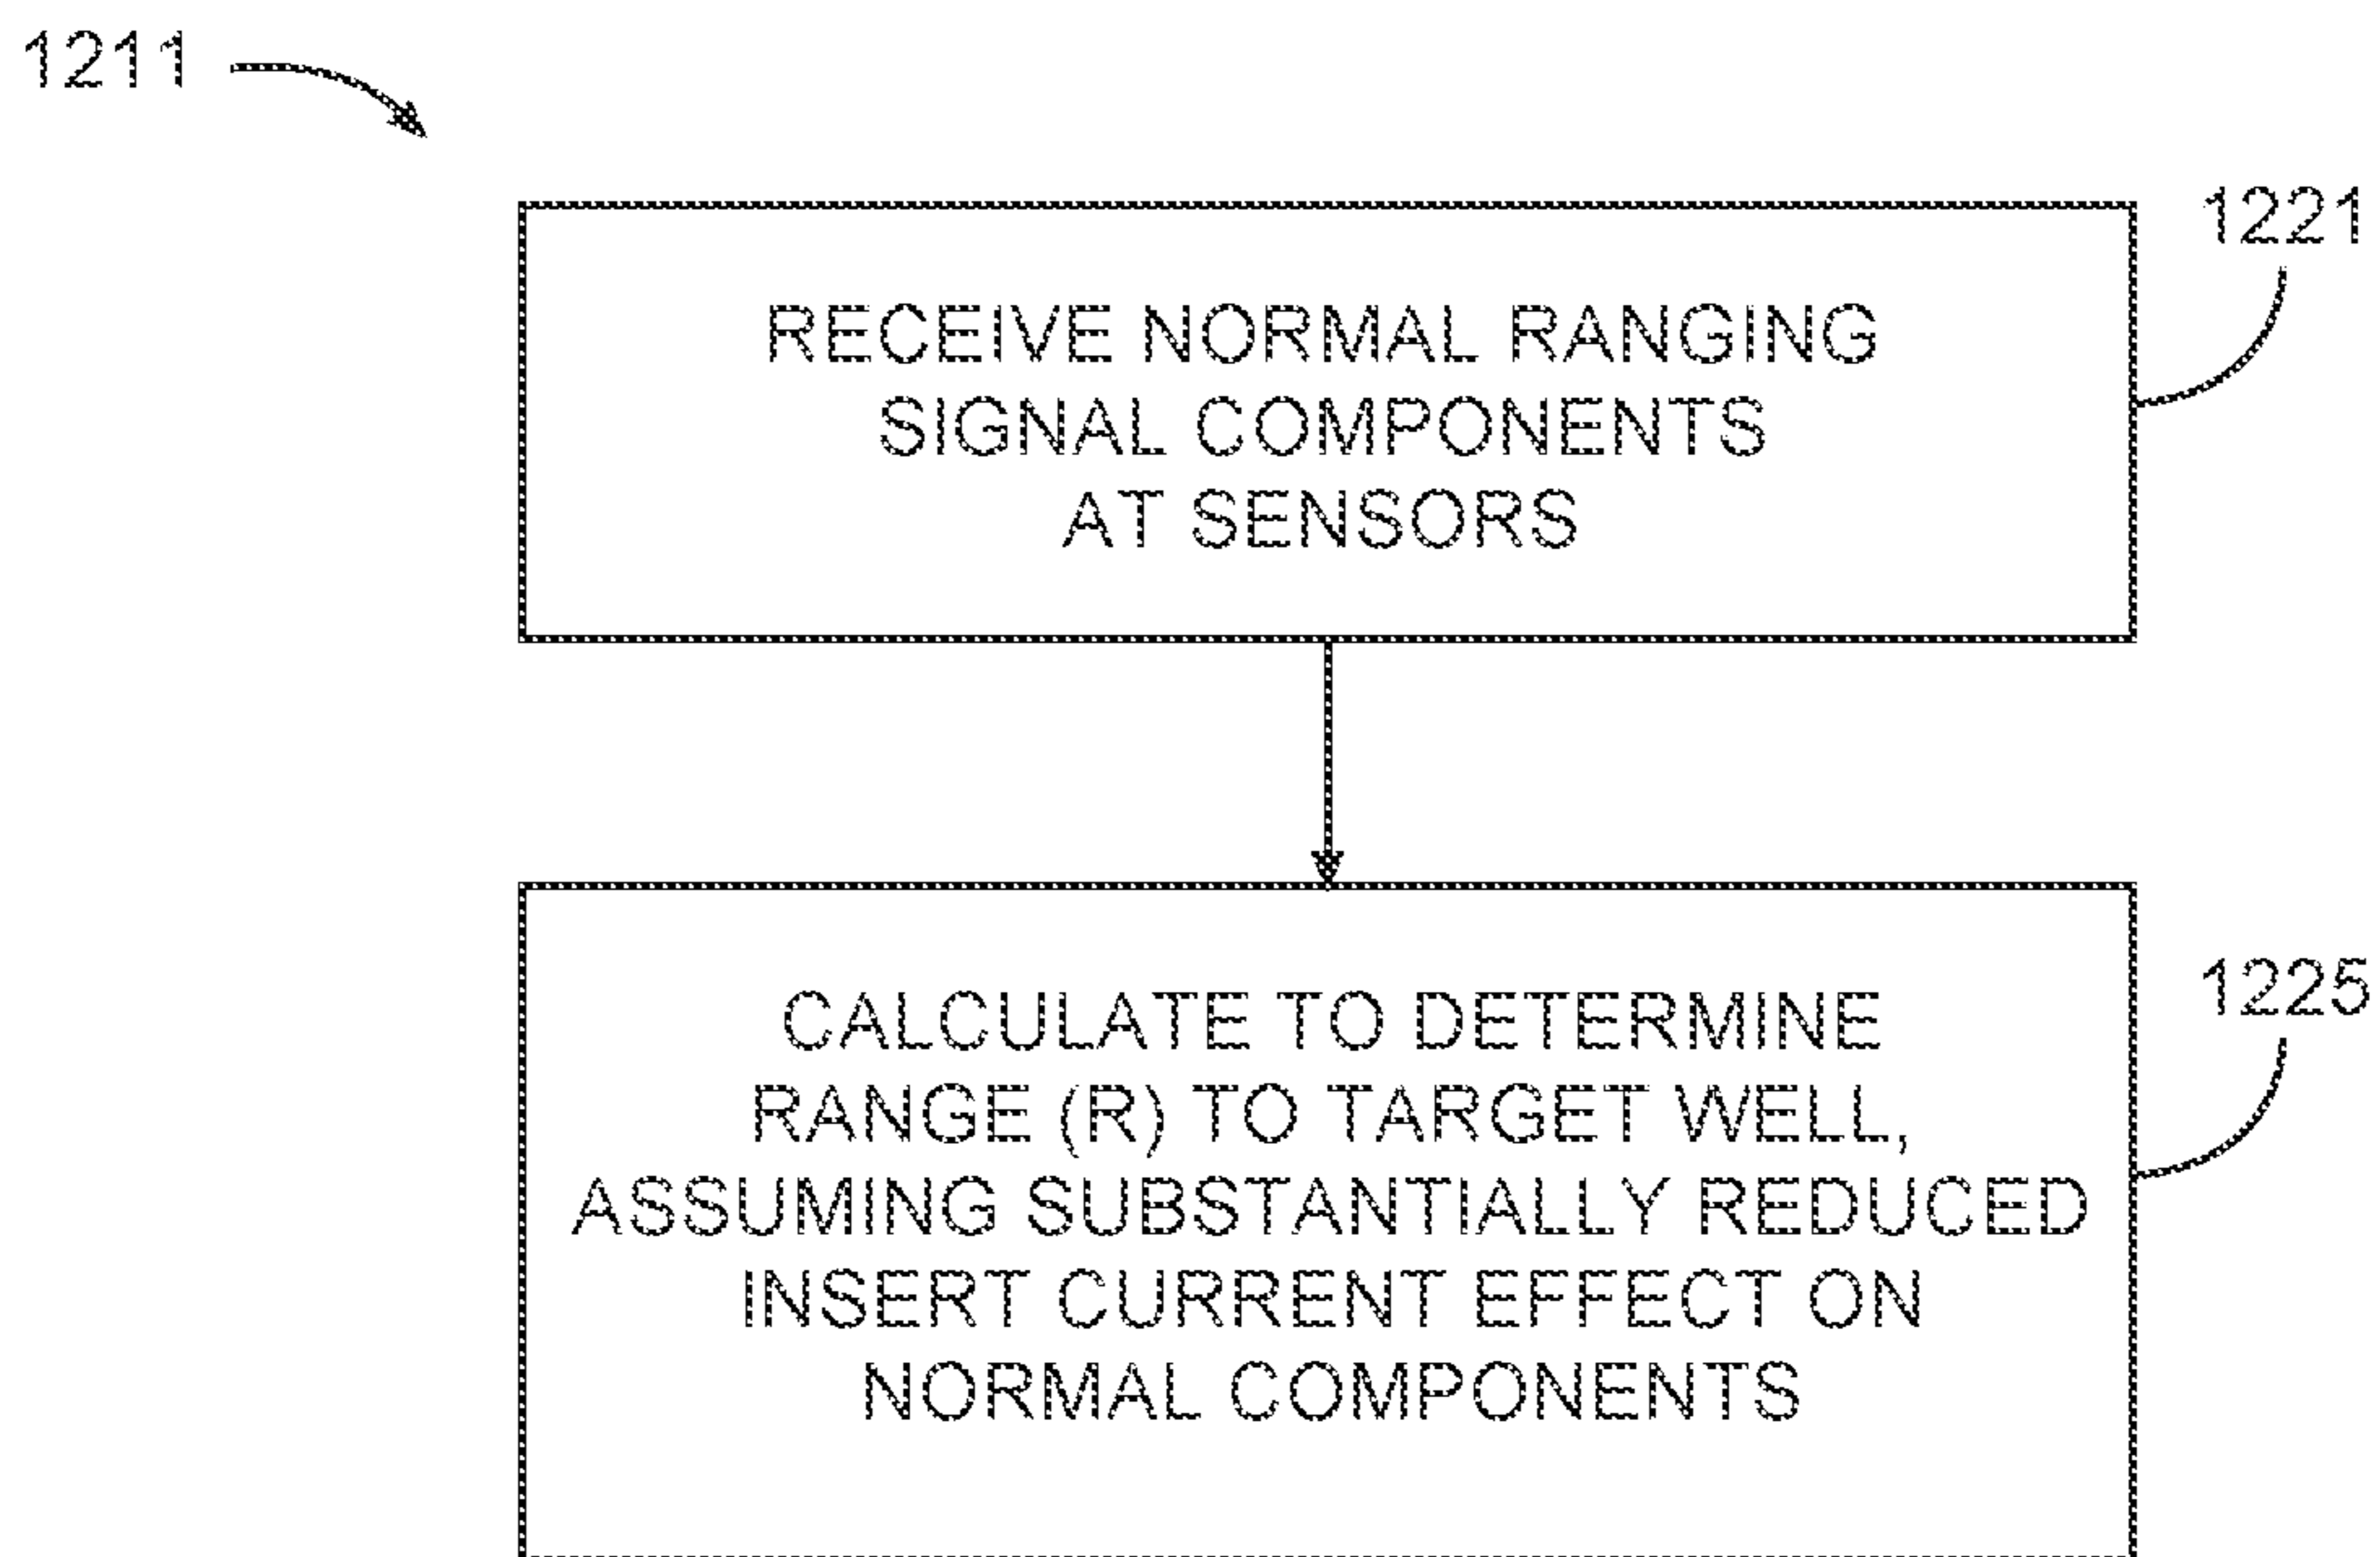 1211
1221
RECEIVE NORMAL RANGING
SIGNAL COMPONENTS
AT SENSORS
1225
CALCULATE TO DETERMINE
RANGE (R) TO TARGET WELL,
ASSUMING SUBSTANTIALLY REDUCED
INSERT CURRENT EFFECT ON
NORMAL COMPONENTS